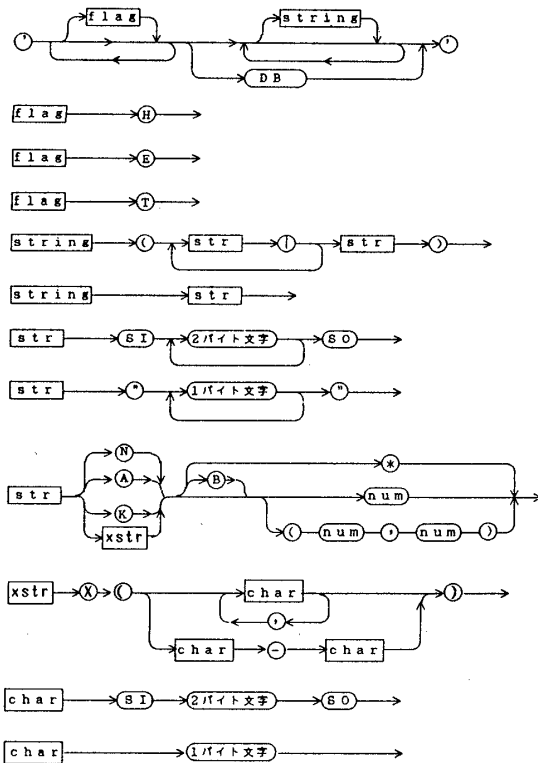 flag string
' '
DB
flag H
flag E
flag T
string ( str | str )
string str
str SI 2バイト文字 SO
str " 1バイト文字 "
N *
A B
str num
K
xstr ( num , num )
xstr X ( char )
,
char - char
char SI 2バイト文字 SO
char 1バイト文字